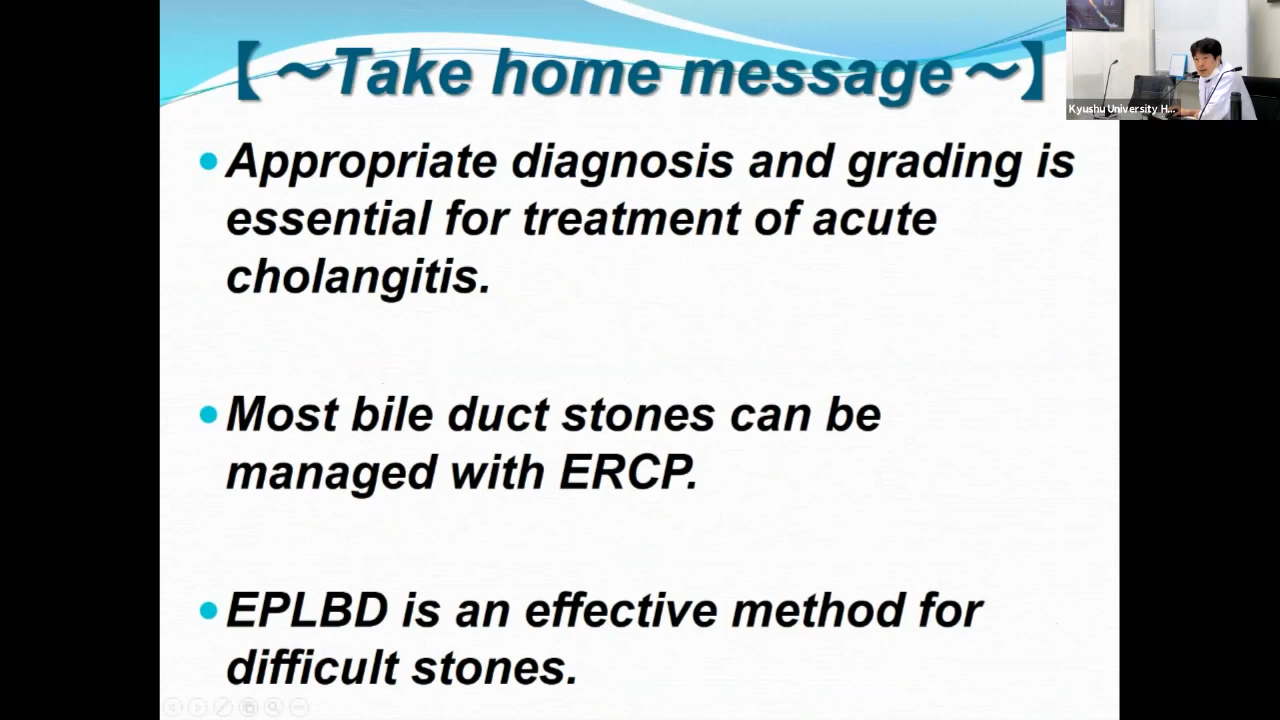 【～Take home message～】
Kyushu University H...
• Appropriate diagnosis and grading is
essential for treatment of acute
cholangitis.
• Most bile duct stones can be
managed with ERCP.
• EPLBD is an effective method for
difficult stones.